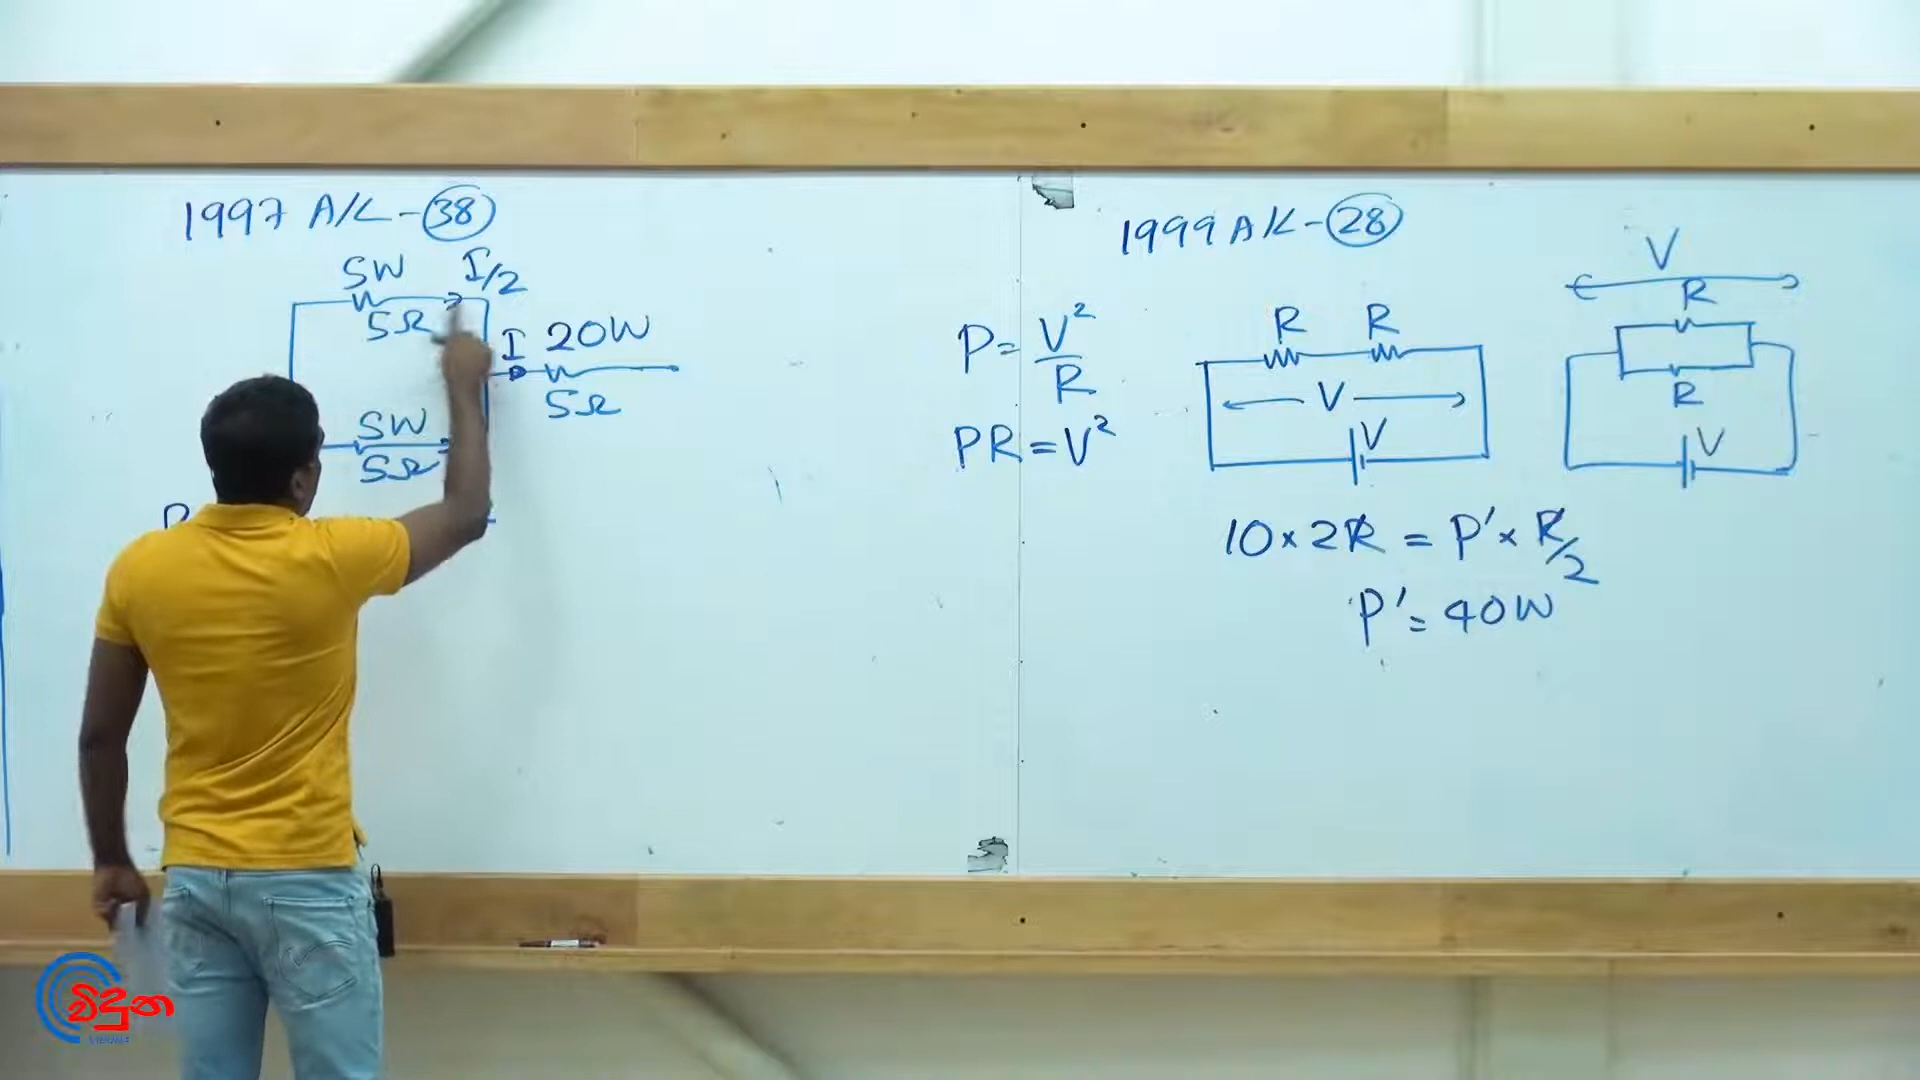 1997 A/L - 38
5W
I/2
5Ω
I 20W
5Ω
5W
5Ω
P
1999 A/L - 28
V
R
R
V
V
R
R
V
P = V²/R
PR = V²
10 × 2R = P' × R/2
P' = 40W
විදුන